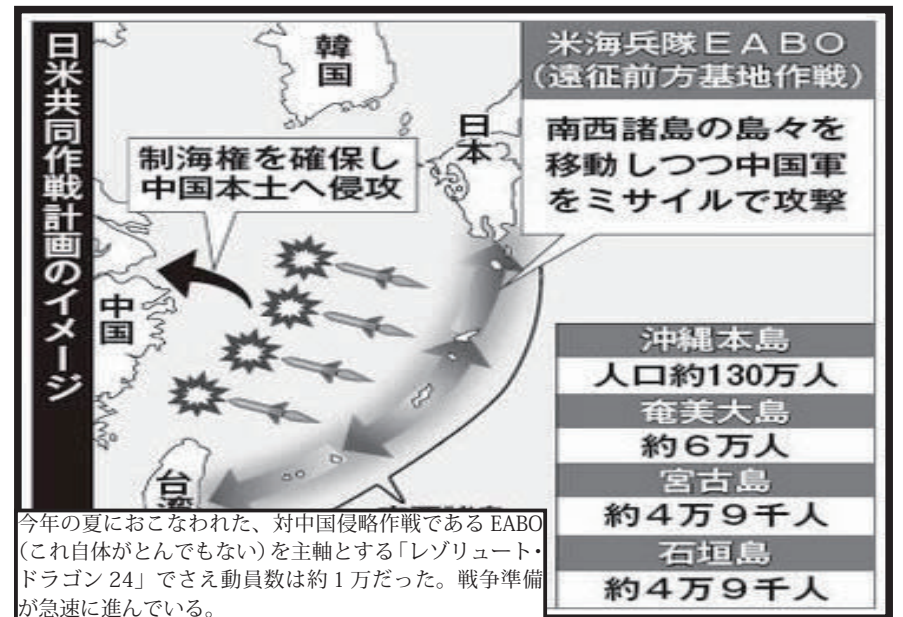 日米共同作戦計画のイメージ
韓国
日本
中国
台湾
制海権を確保し
中国本土へ侵攻
米海兵隊EABO
(遠征前方基地作戦)
南西諸島の島々を
移動しつつ中国軍
をミサイルで攻撃
沖縄本島
人口約130万人
奄美大島
約6万人
宮古島
約4万9千人
石垣島
約4万9千人
今年の夏におこなわれた、対中国侵略作戦である EABO
(これ自体がとんでもない)を主軸とする「レゾリュート・
ドラゴン 24」でさえ動員数は約 1 万だった。戦争準備
が急速に進んでいる。